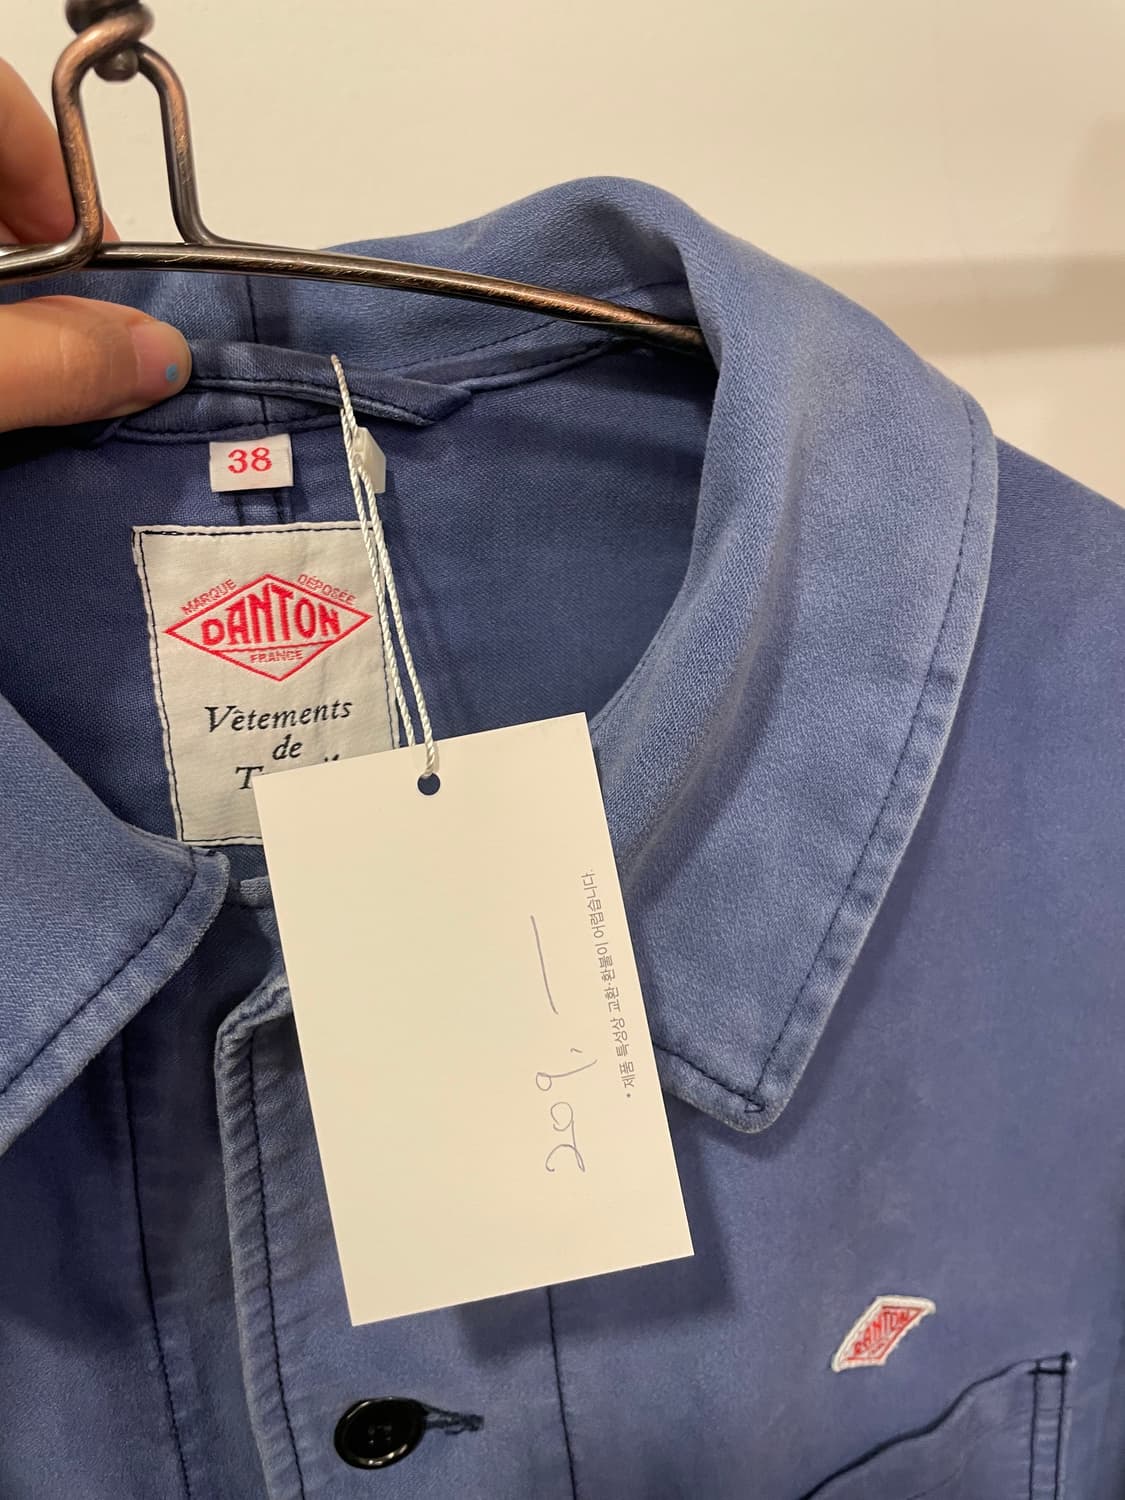 38
MARQUE DÉPOSÉE
DANTON
FRANCE
Vêtements
de
209,—
• 제품 특성상 교환·환불이 어렵습니다.
DANTON